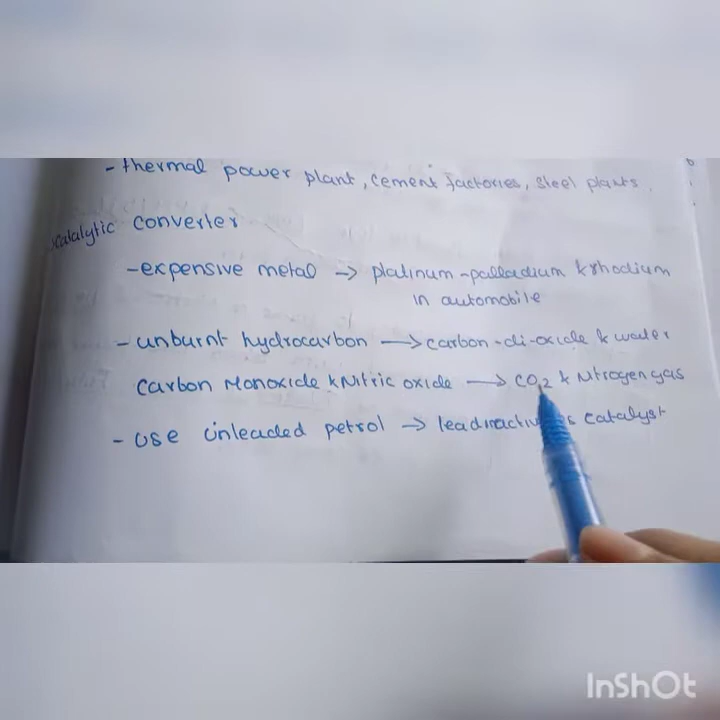 - thermal power plant, cement factories, steel plants.
catalytic converter
- expensive metal → platinum - palladium & rhodium
in automobile
- unburnt hydrocarbon → carbon-di-oxide & water
carbon Monoxide & Nitric oxide → CO2 & Nitrogen gas
- use unleaded petrol → lead catalyst
InShOt